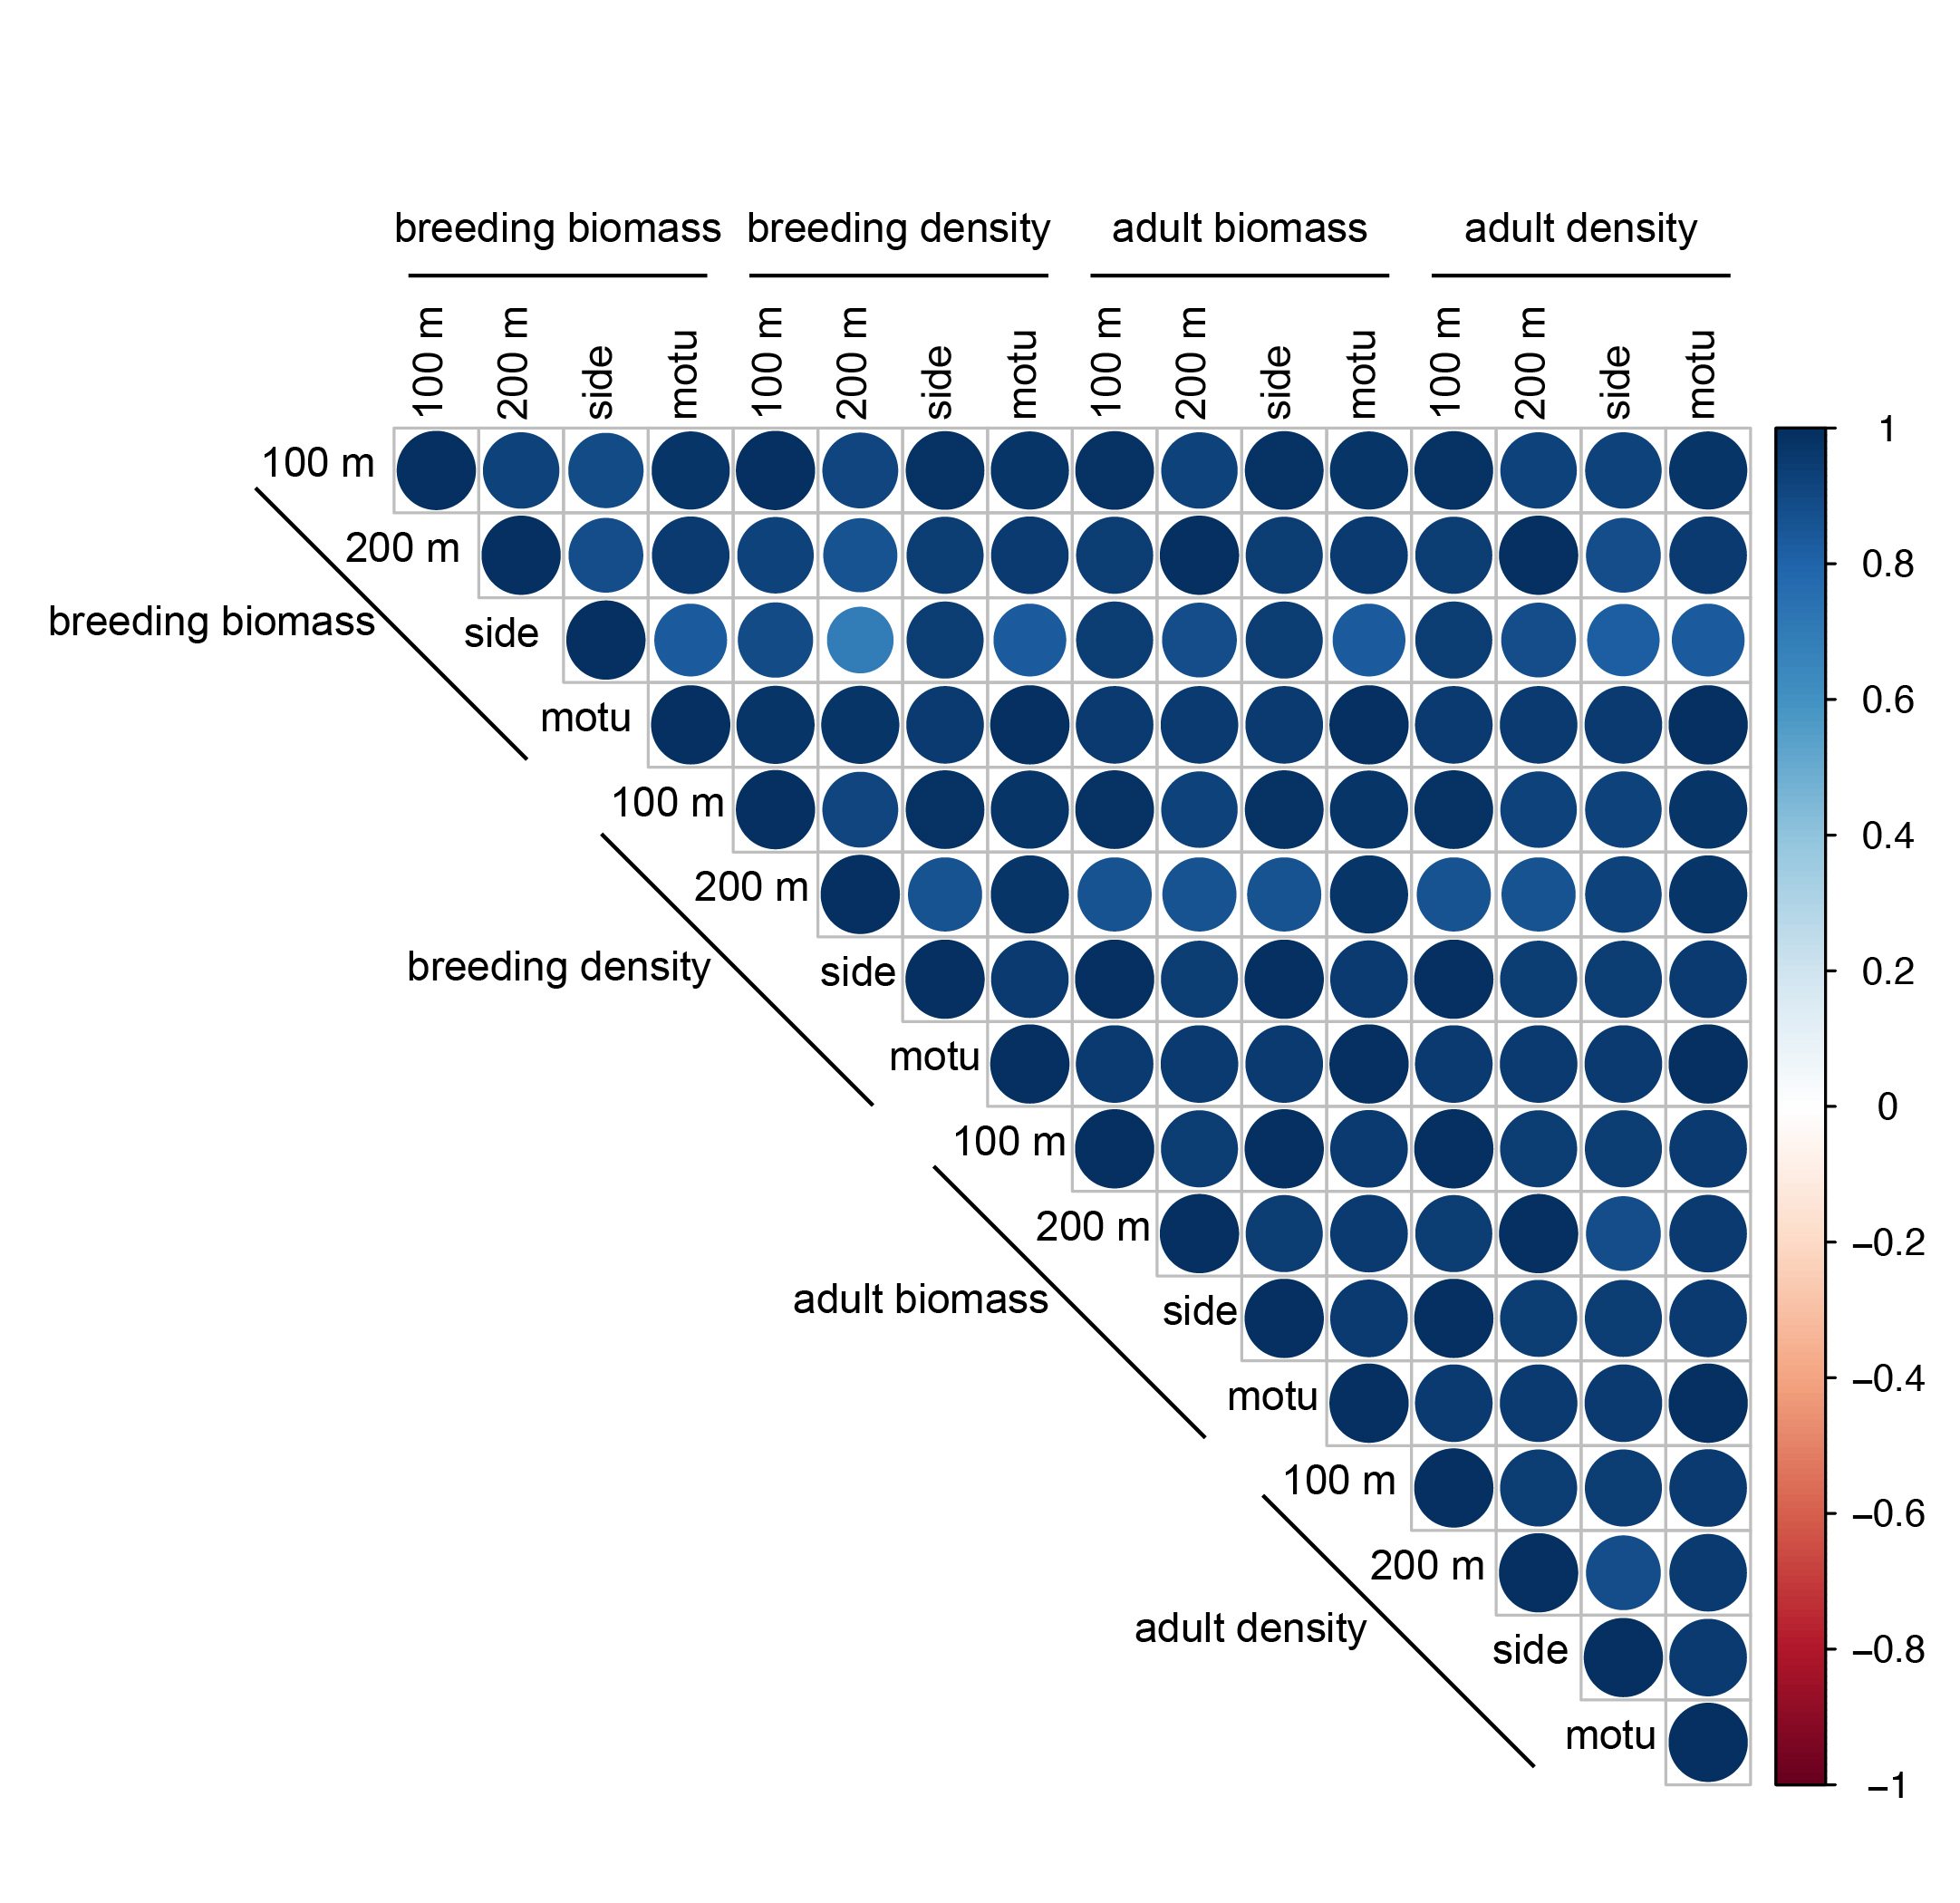 breeding biomass breeding density adult biomass adult density
100 m 200 m side motu 100 m 200 m side motu 100 m 200 m side motu 100 m 200 m side motu
1
100 m
200 m
0.8
breeding biomass
side
0.6
motu
100 m
0.4
200 m
breeding density
side
0.2
motu
0
100 m
200 m
−0.2
adult biomass
side
−0.4
motu
100 m
−0.6
200 m
adult density
side
−0.8
motu
−1